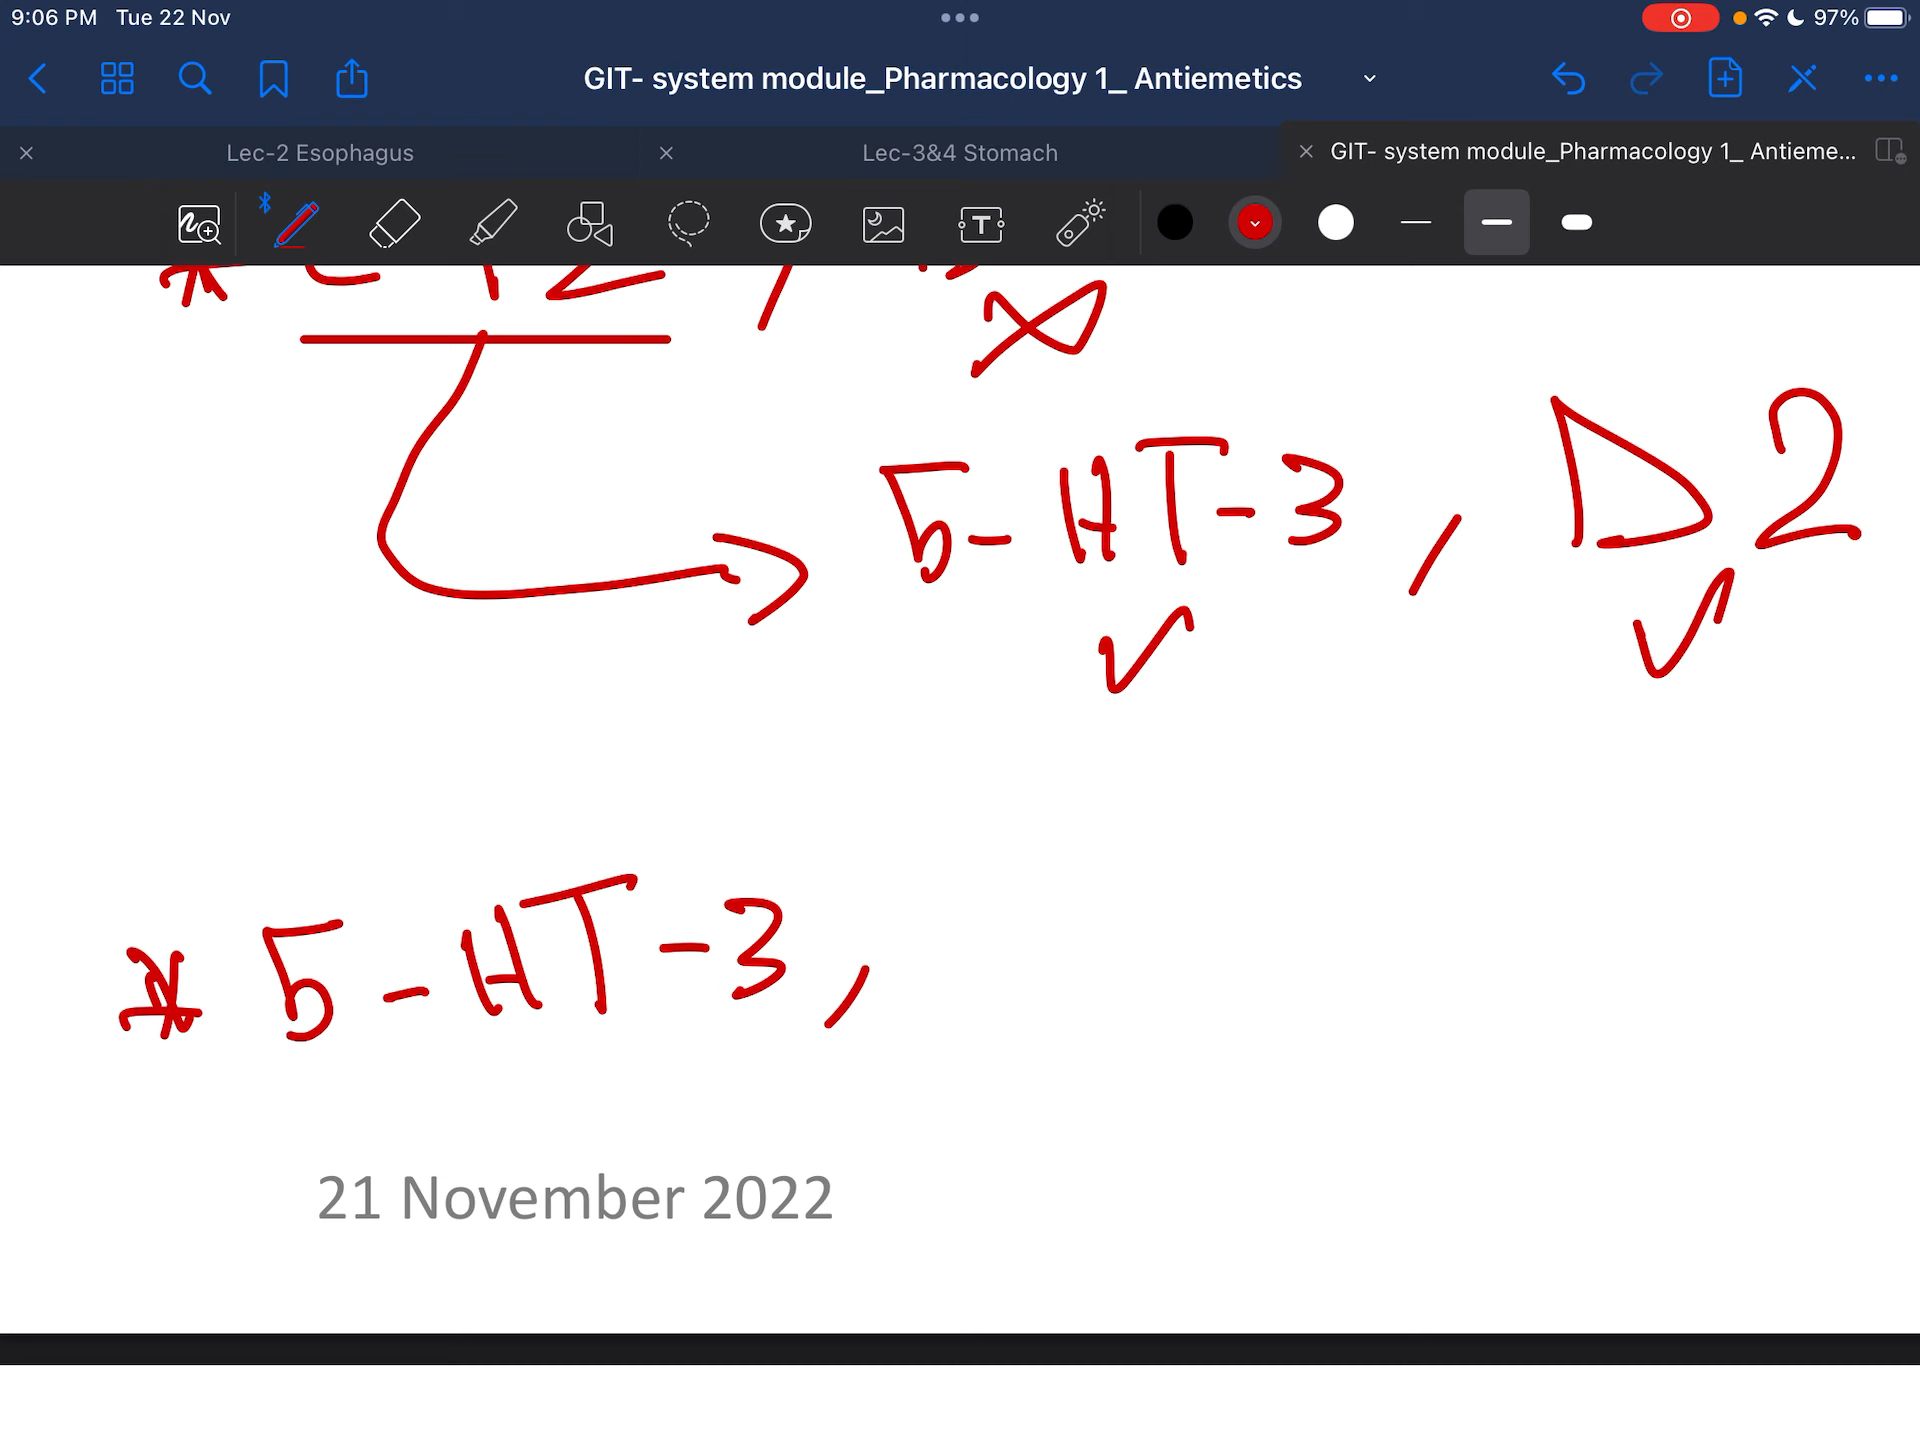 9:06 PM Tue 22 Nov 97%
GIT- system module_Pharmacology 1_ Antiemetics
Lec-2 Esophagus Lec-3&4 Stomach GIT- system module_Pharmacology 1_ Antieme...
5-HT-3, D2
* 5-HT-3,
21 November 2022